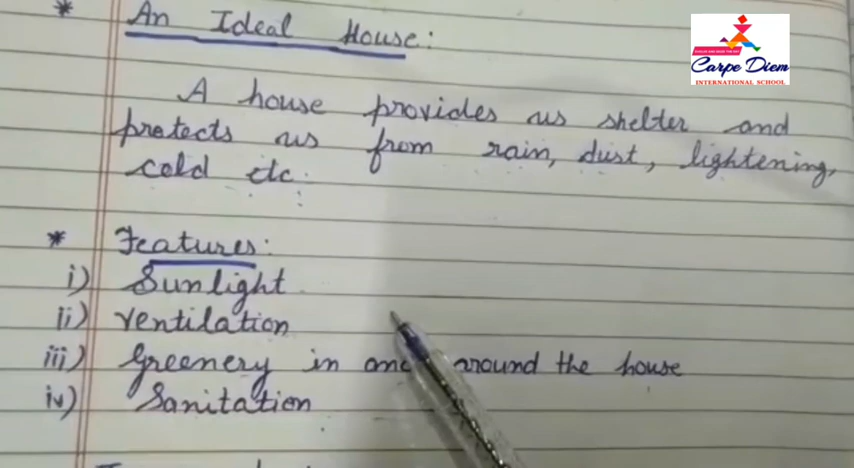 * An Ideal House:
A house provides us shelter and
protects us from rain, dust, lightening,
cold etc.
* Features:
i) Sunlight
ii) Ventilation
iii) Greenery in and around the house
iv) Sanitation
Carpe Diem
INTERNATIONAL SCHOOL